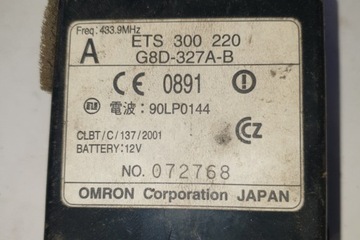 Freq: 433.9MHz
A ETS 300 220
G8D-327A-B
CE 0891
電波：90LP0144
CLBT/C/137/2001
BATTERY:12V
NO. 072768
OMRON Corporation JAPAN